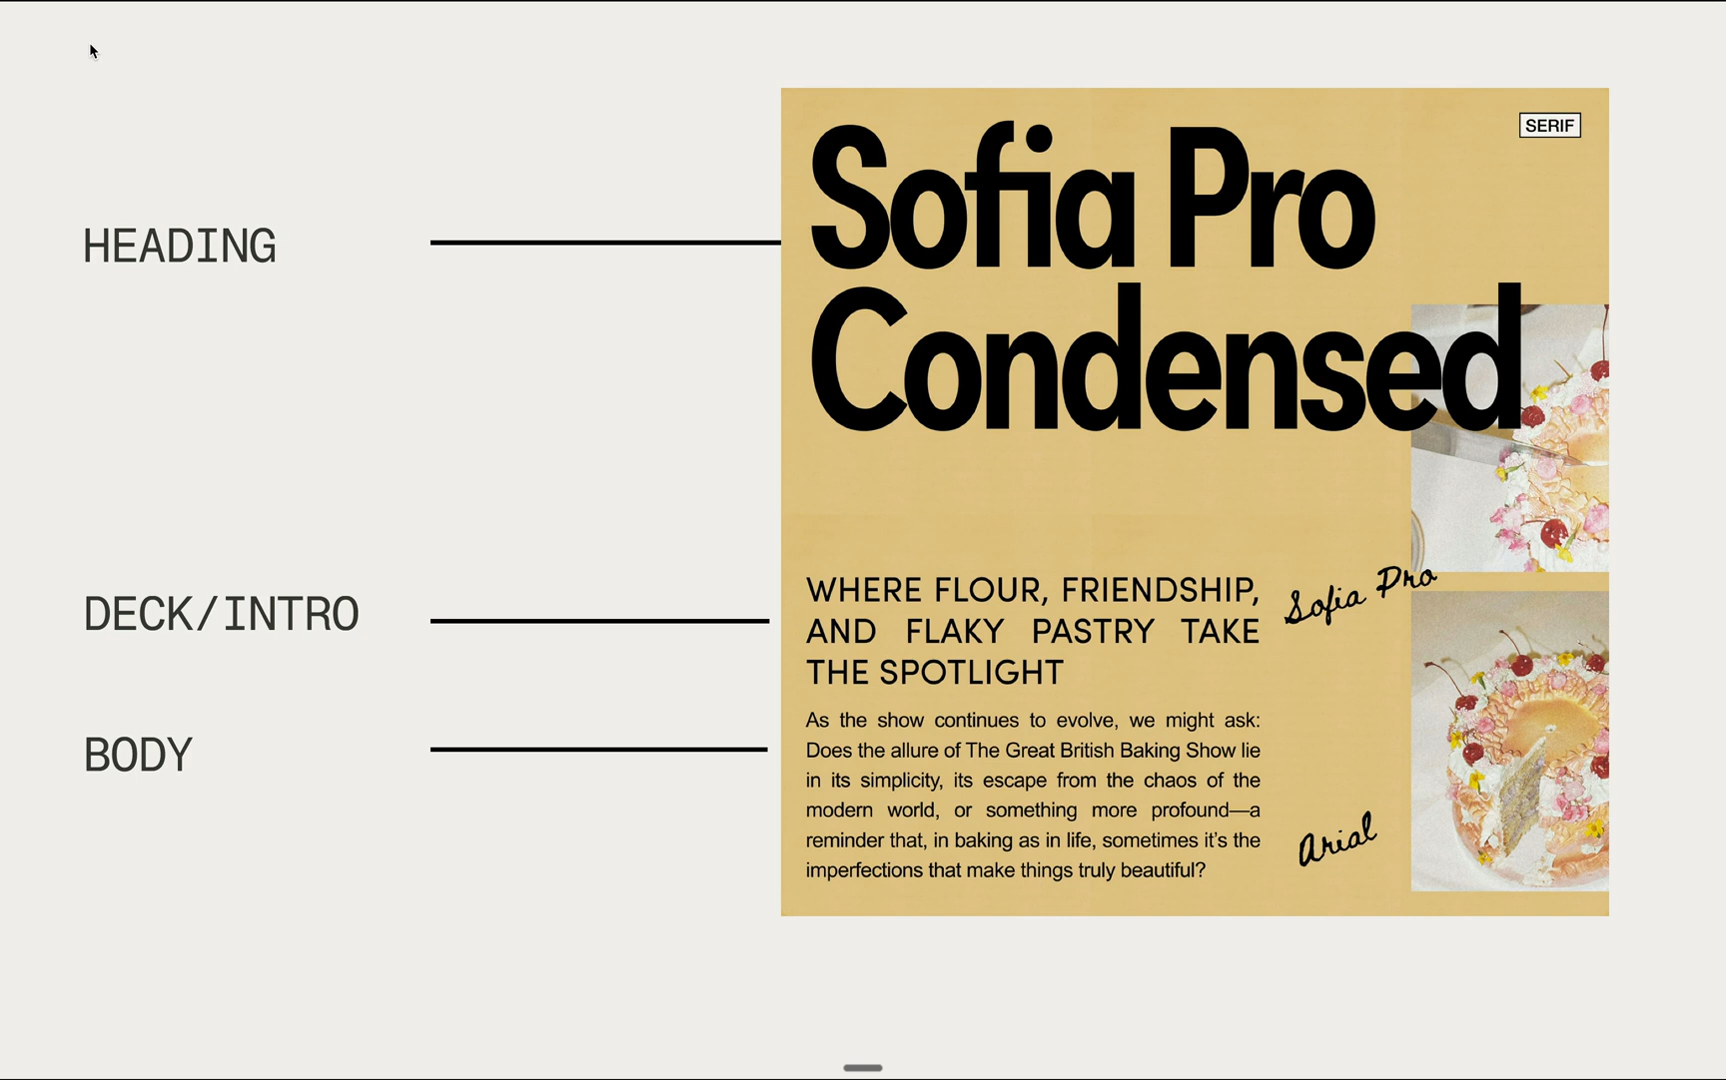 HEADING
DECK/INTRO
BODY
SERIF
Sofia Pro
Condensed
WHERE FLOUR, FRIENDSHIP,
AND FLAKY PASTRY TAKE
THE SPOTLIGHT
Sofia Pro
As the show continues to evolve, we might ask:
Does the allure of The Great British Baking Show lie
in its simplicity, its escape from the chaos of the
modern world, or something more profound—a
reminder that, in baking as in life, sometimes it’s the
imperfections that make things truly beautiful?
Arial